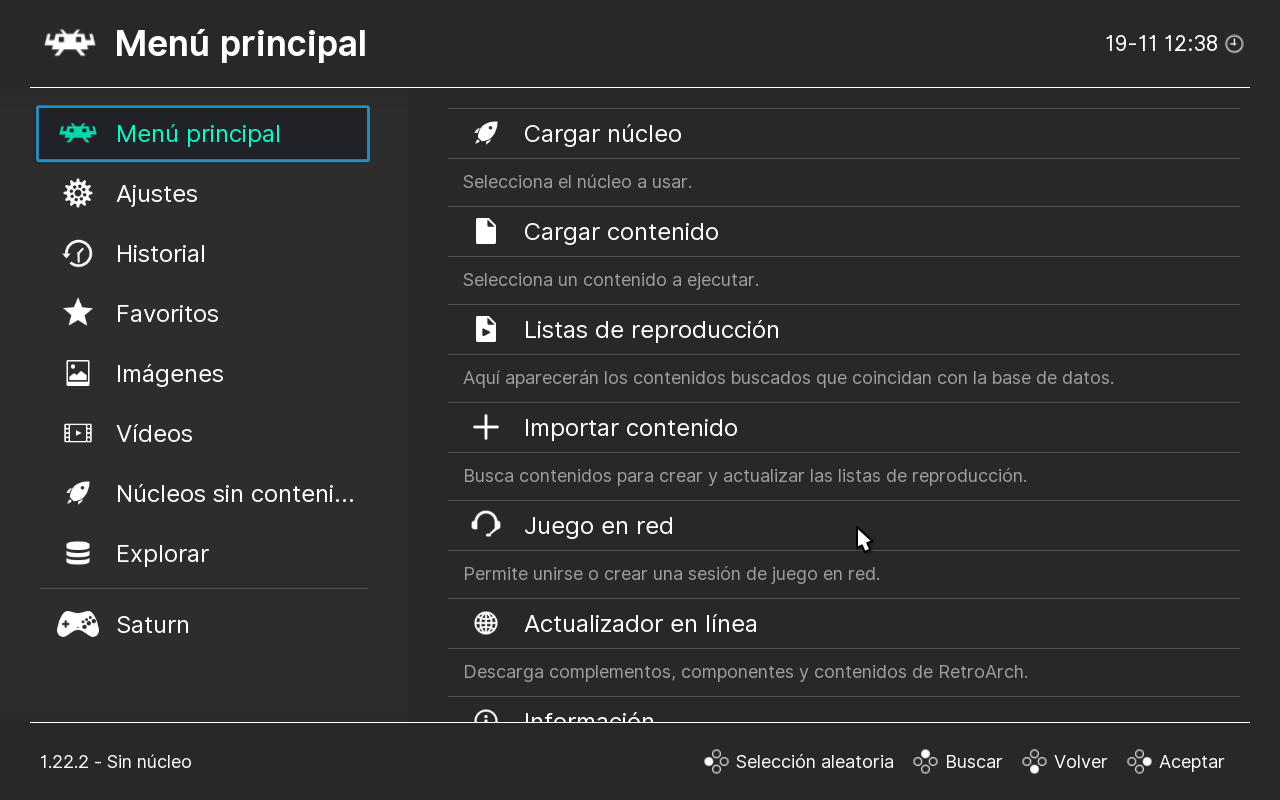 Menú principal
19-11 12:38
Menú principal
Ajustes
Historial
Favoritos
Imágenes
Vídeos
Núcleos sin conteni...
Explorar
Saturn
Cargar núcleo
Selecciona el núcleo a usar.
Cargar contenido
Selecciona un contenido a ejecutar.
Listas de reproducción
Aquí aparecerán los contenidos buscados que coincidan con la base de datos.
Importar contenido
Busca contenidos para crear y actualizar las listas de reproducción.
Juego en red
Permite unirse o crear una sesión de juego en red.
Actualizador en línea
Descarga complementos, componentes y contenidos de RetroArch.
Información
1.22.2 - Sin núcleo
Selección aleatoria
Buscar
Volver
Aceptar